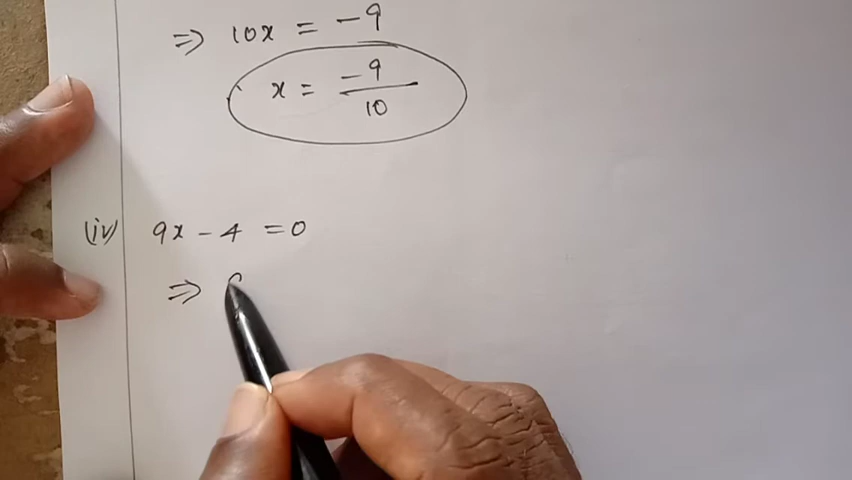 ⇒ 10x = -9
x = -9/10
(iv) 9x - 4 = 0
⇒